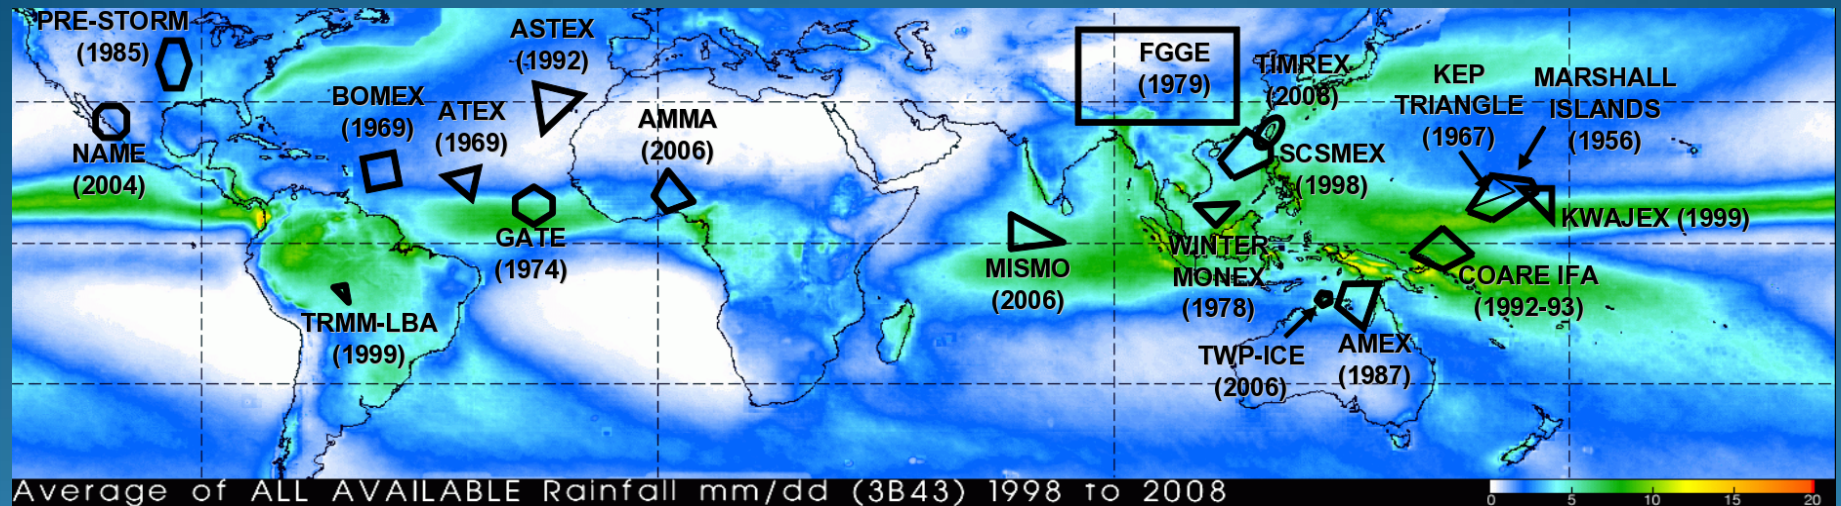 PRE-STORM
(1985)
NAME
(2004)
BOMEX
(1969)
ATEX
(1969)
ASTEX
(1992)
AMMA
(2006)
GATE
(1974)
TRMM-LBA
(1999)
FGGE
(1979)
TIMREX
(2008)
KEP
TRIANGLE
(1967)
MARSHALL
ISLANDS
(1956)
SCSMEX
(1998)
KWAJEX (1999)
MISMO
(2006)
WINTER
MONEX
(1978)
COARE IFA
(1992-93)
TWP-ICE
(2006)
AMEX
(1987)
Average of ALL AVAILABLE Rainfall mm/dd (3B43) 1998 to 2008
0 5 10 15 20